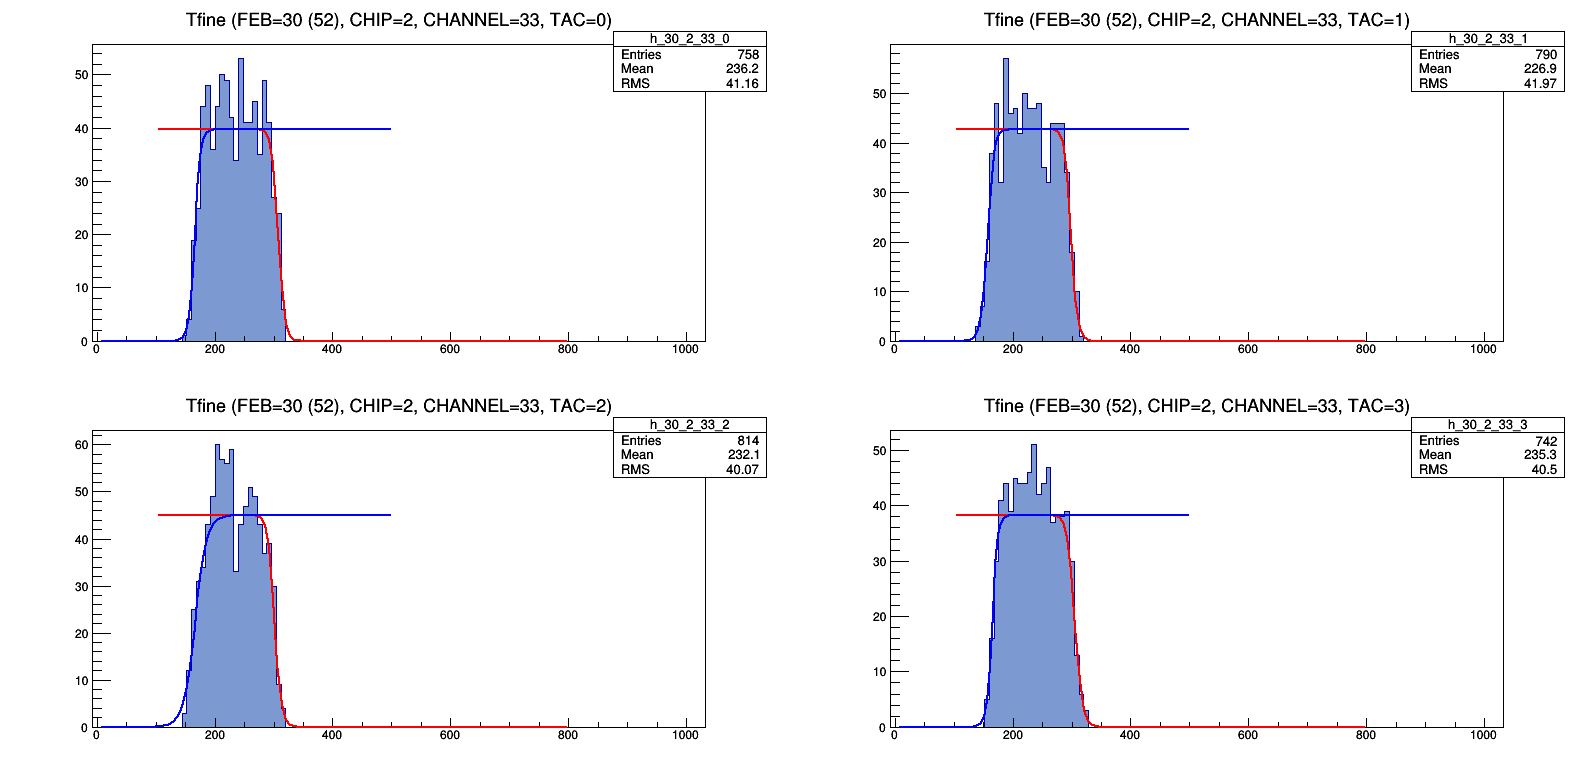 Tfine (FEB=30 (52), CHIP=2, CHANNEL=33, TAC=0)
h_30_2_33_0
Entries 758
Mean 236.2
RMS 41.16
50
40
30
20
10
0
0 200 400 600 800 1000
Tfine (FEB=30 (52), CHIP=2, CHANNEL=33, TAC=1)
h_30_2_33_1
Entries 790
Mean 226.9
RMS 41.97
50
40
30
20
10
0
0 200 400 600 800 1000
Tfine (FEB=30 (52), CHIP=2, CHANNEL=33, TAC=2)
h_30_2_33_2
Entries 814
Mean 232.1
RMS 40.07
60
50
40
30
20
10
0
0 200 400 600 800 1000
Tfine (FEB=30 (52), CHIP=2, CHANNEL=33, TAC=3)
h_30_2_33_3
Entries 742
Mean 235.3
RMS 40.5
50
40
30
20
10
0
0 200 400 600 800 1000